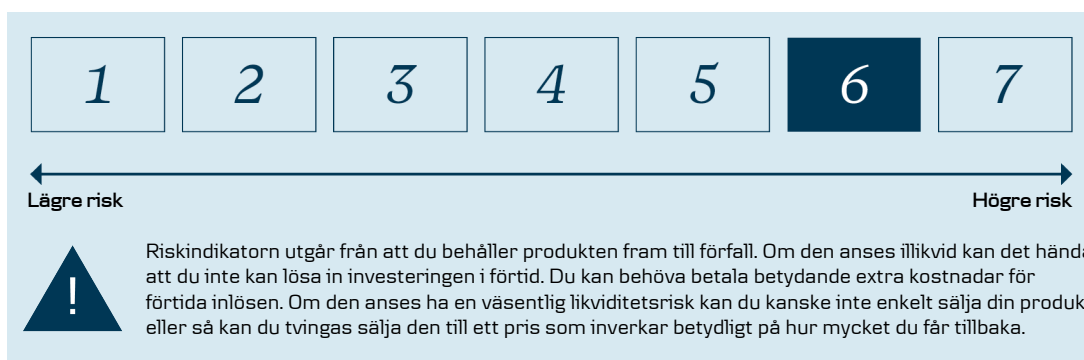 1 2 3 4 5 6 7
Lägre risk Högre risk
Riskindikatorn utgår från att du behåller produkten fram till förfall. Om den anses illikvid kan det hända
att du inte kan lösa in investeringen i förtid. Du kan behöva betala betydande extra kostnadar för
förtida inlösen. Om den anses ha en väsentlig likviditetsrisk kan du kanske inte enkelt sälja din produk
eller så kan du tvingas sälja den till ett pris som inverkar betydligt på hur mycket du får tillbaka.